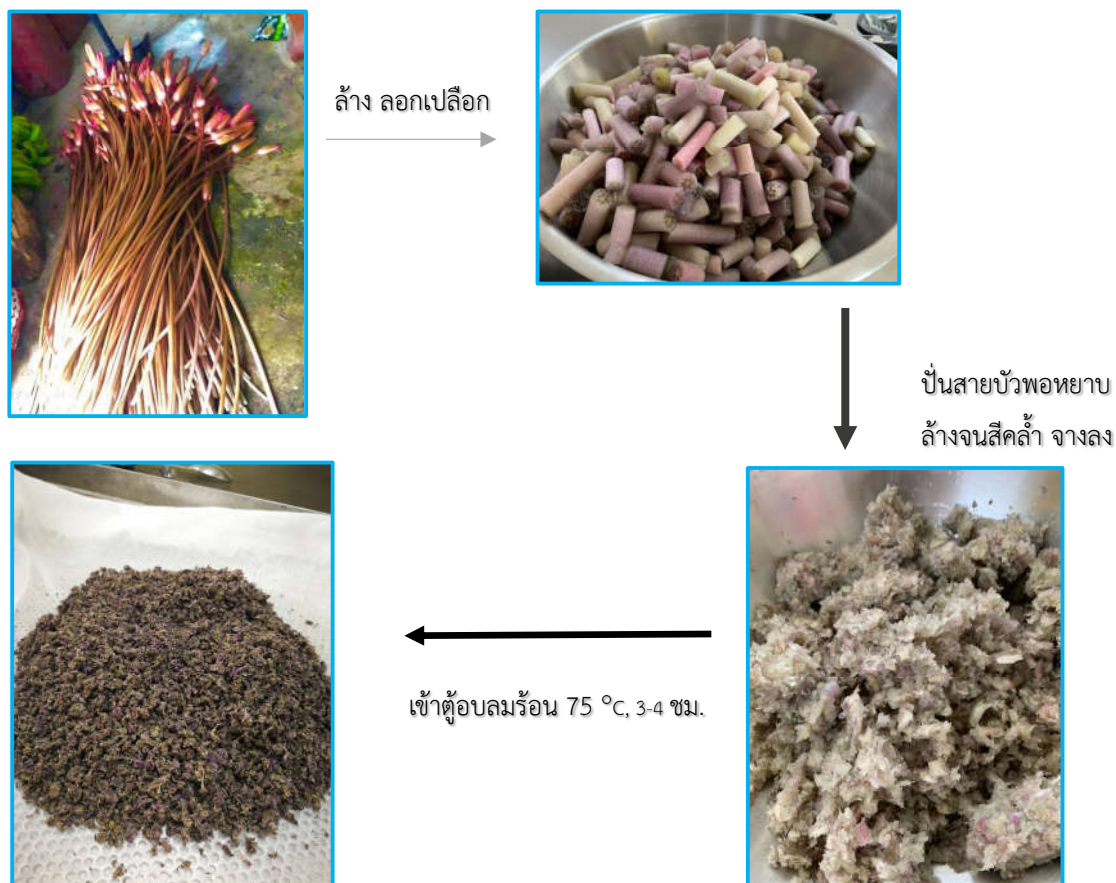 ล้าง ลอกเปลือก
ปั่นสายบัวพอหยาบ
ล้างจนสีคล้ำ จางลง
เข้าตู้อบลมร้อน 75 °C, 3-4 ชม.